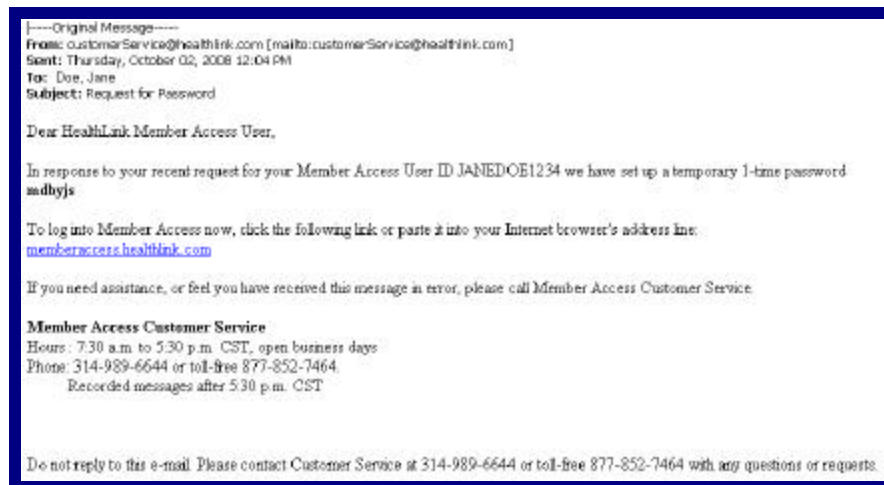 -----Original Message-----
From: customerService@healthlink.com [mailto:customerService@healthlink.com]
Sent: Thursday, October 02, 2008 12:04 PM
To: Doe, Jane
Subject: Request for Password
Dear HealthLink Member Access User,
In response to your recent request for your Member Access User ID JANEDOE1234 we have set up a temporary 1-time password
mdbyjs
To log into Member Access now, click the following link or paste it into your Internet browser's address line:
memberaccess.healthlink.com
If you need assistance, or feel you have received this message in error, please call Member Access Customer Service.
Member Access Customer Service
Hours: 7:30 a.m. to 5:30 p.m. CST, open business days
Phone: 314-989-6644 or toll-free 877-852-7464.
Recorded messages after 5:30 p.m. CST
Do not reply to this e-mail. Please contact Customer Service at 314-989-6644 or toll-free 877-852-7464 with any questions or requests.